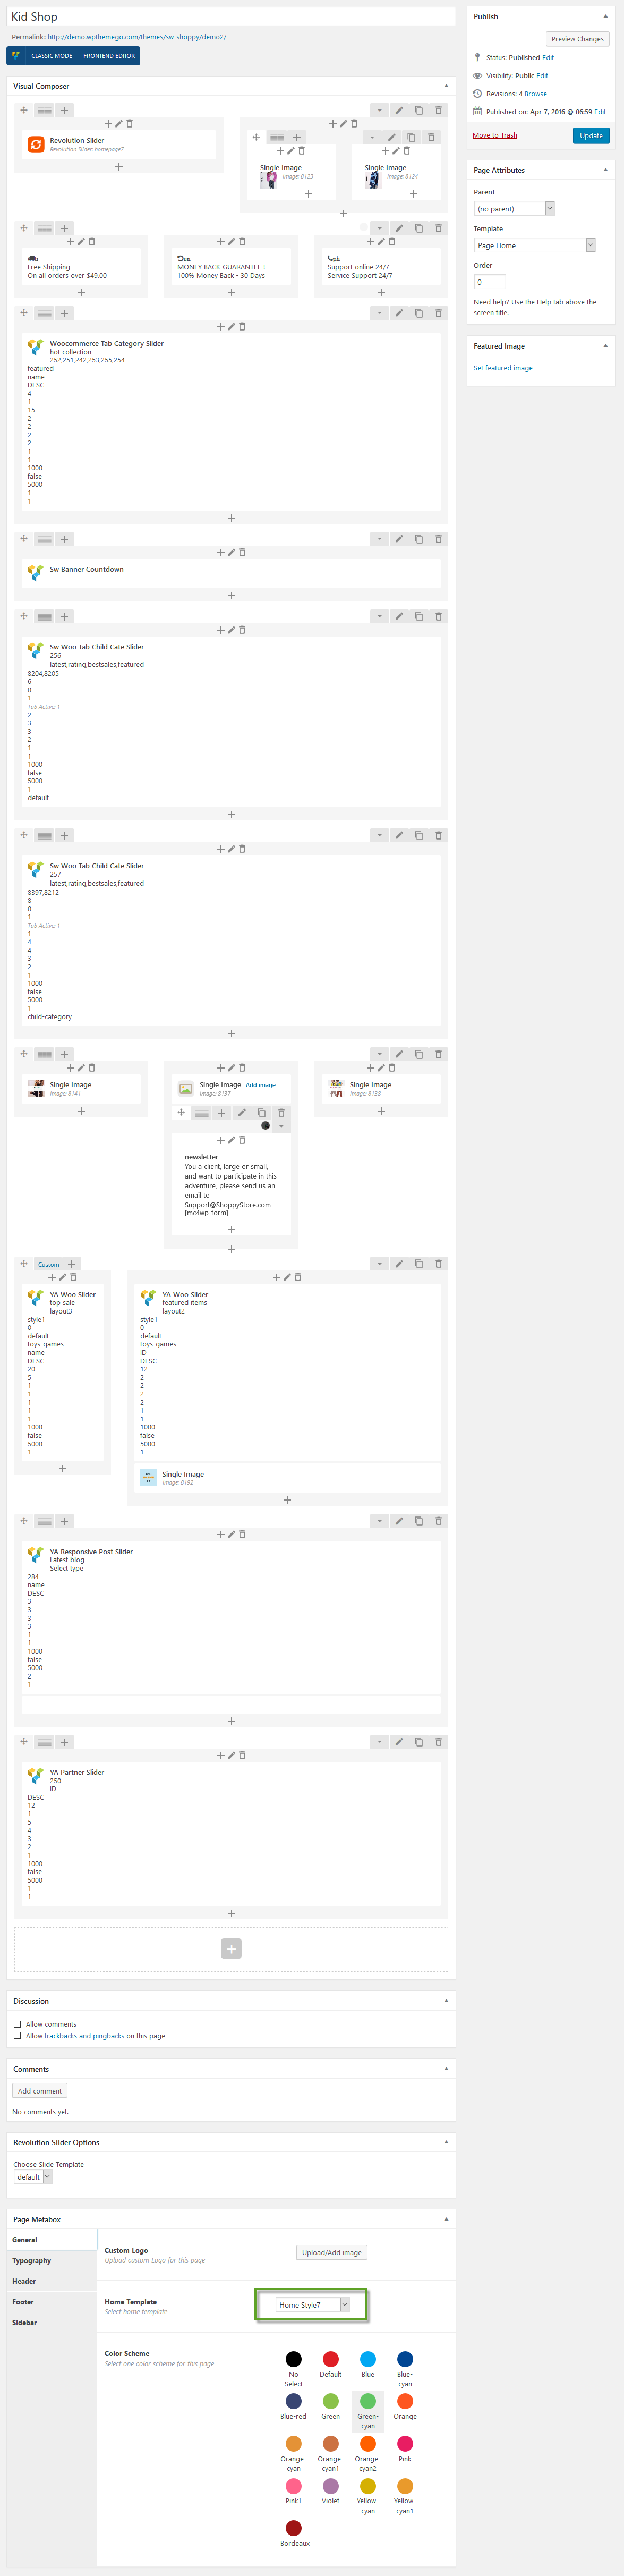 Kid Shop
Permalink: http://demo.wpthemego.com/themes/sw_shoppy/demo2/
CLASSIC MODE
FRONTEND EDITOR
Visual Composer
Revolution Slider
Revolution Slider: homepage7
Single Image
image: 8123
Single Image
image: 8124
Free Shipping
On all orders over $49.00
MONEY BACK GUARANTEE !
100% Money Back - 30 Days
Support online 24/7
Service Support 24/7
Woocommerce Tab Category Slider
hot collection
252,251,242,253,255,254
featured
name
DESC
4
1
15
2
2
2
2
1
1
1000
false
5000
1
1
Sw Banner Countdown
Sw Woo Tab Child Cate Slider
256
latest,rating,bestsales,featured
8204,8205
6
0
1
Tab Active: 1
2
3
3
2
1
1
1000
false
5000
1
default
Sw Woo Tab Child Cate Slider
257
latest,rating,bestsales,featured
8397,8212
8
0
1
Tab Active: 1
1
4
4
3
2
1
1000
false
5000
1
child-category
Single Image
image: 8141
Single Image Add image
image: 8137
newsletter
You a client, large or small,
and want to participate in this
adventure, please send us an
email to
Support@ShoppyStore.com
[mc4wp_form]
Single Image
image: 8138
Custom
YA Woo Slider
top sale
layout3
style1
0
default
toys-games
name
DESC
20
5
1
1
1
1
1
1000
false
5000
1
YA Woo Slider
featured items
layout2
style1
0
default
toys-games
ID
DESC
12
2
2
2
2
1
1
1000
false
5000
1
Single Image
image: 8192
YA Responsive Post Slider
Latest blog
Select type
284
name
DESC
3
3
3
3
1
1
1000
false
5000
2
1
YA Partner Slider
250
ID
DESC
12
1
5
4
3
2
1
1000
false
5000
1
1
Discussion
Allow comments
Allow trackbacks and pingbacks on this page
Comments
Add comment
No comments yet.
Revolution Slider Options
Choose Slide Template
default
Page Metabox
General
Typography
Header
Footer
Sidebar
Custom Logo
Upload custom Logo for this page
Upload/Add image
Home Template
Select home template
Home Style7
Color Scheme
Select one color scheme for this page
No Select
Default
Blue
Blue-cyan
Blue-red
Green
Green-cyan
Orange
Orange-cyan
Orange-cyan1
Orange-cyan2
Pink
Pink1
Violet
Yellow-cyan
Yellow-cyan1
Bordeaux
Publish
Preview Changes
Status: Published Edit
Visibility: Public Edit
Revisions: 4 Browse
Published on: Apr 7, 2016 @ 06:59 Edit
Move to Trash
Update
Page Attributes
Parent
(no parent)
Template
Page Home
Order
0
Need help? Use the Help tab above the
screen title.
Featured Image
Set featured image